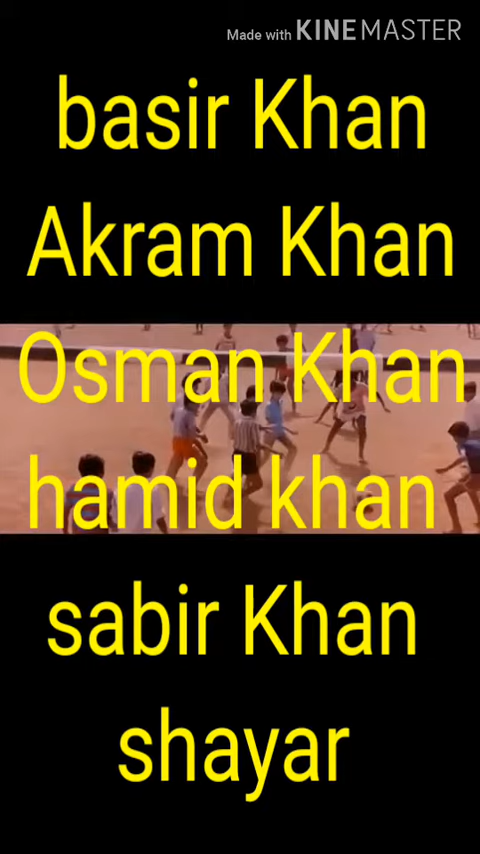 Made with KINEMASTER
basir Khan
Akram Khan
Osman Khan
hamid khan
sabir Khan
shayar